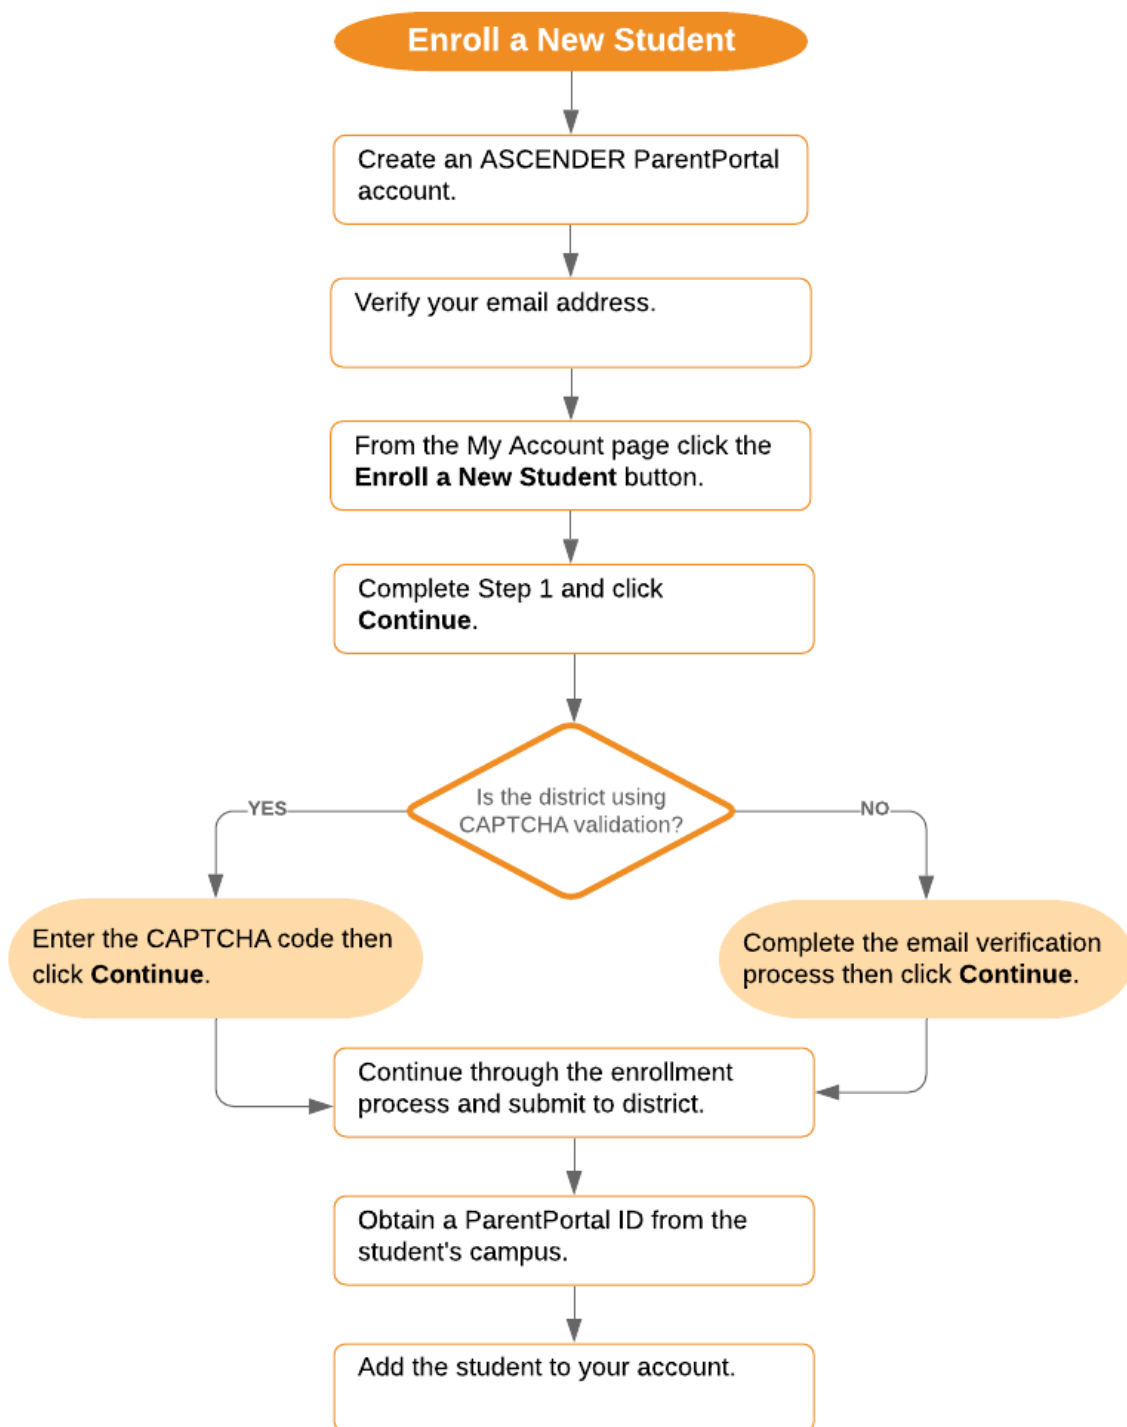 Enroll a New Student
Create an ASCENDER ParentPortal
account.
Verify your email address.
From the My Account page click the
Enroll a New Student button.
Complete Step 1 and click
Continue.
Is the district using
CAPTCHA validation?
YES
NO
Enter the CAPTCHA code then
click Continue.
Complete the email verification
process then click Continue.
Continue through the enrollment
process and submit to district.
Obtain a ParentPortal ID from the
student's campus.
Add the student to your account.